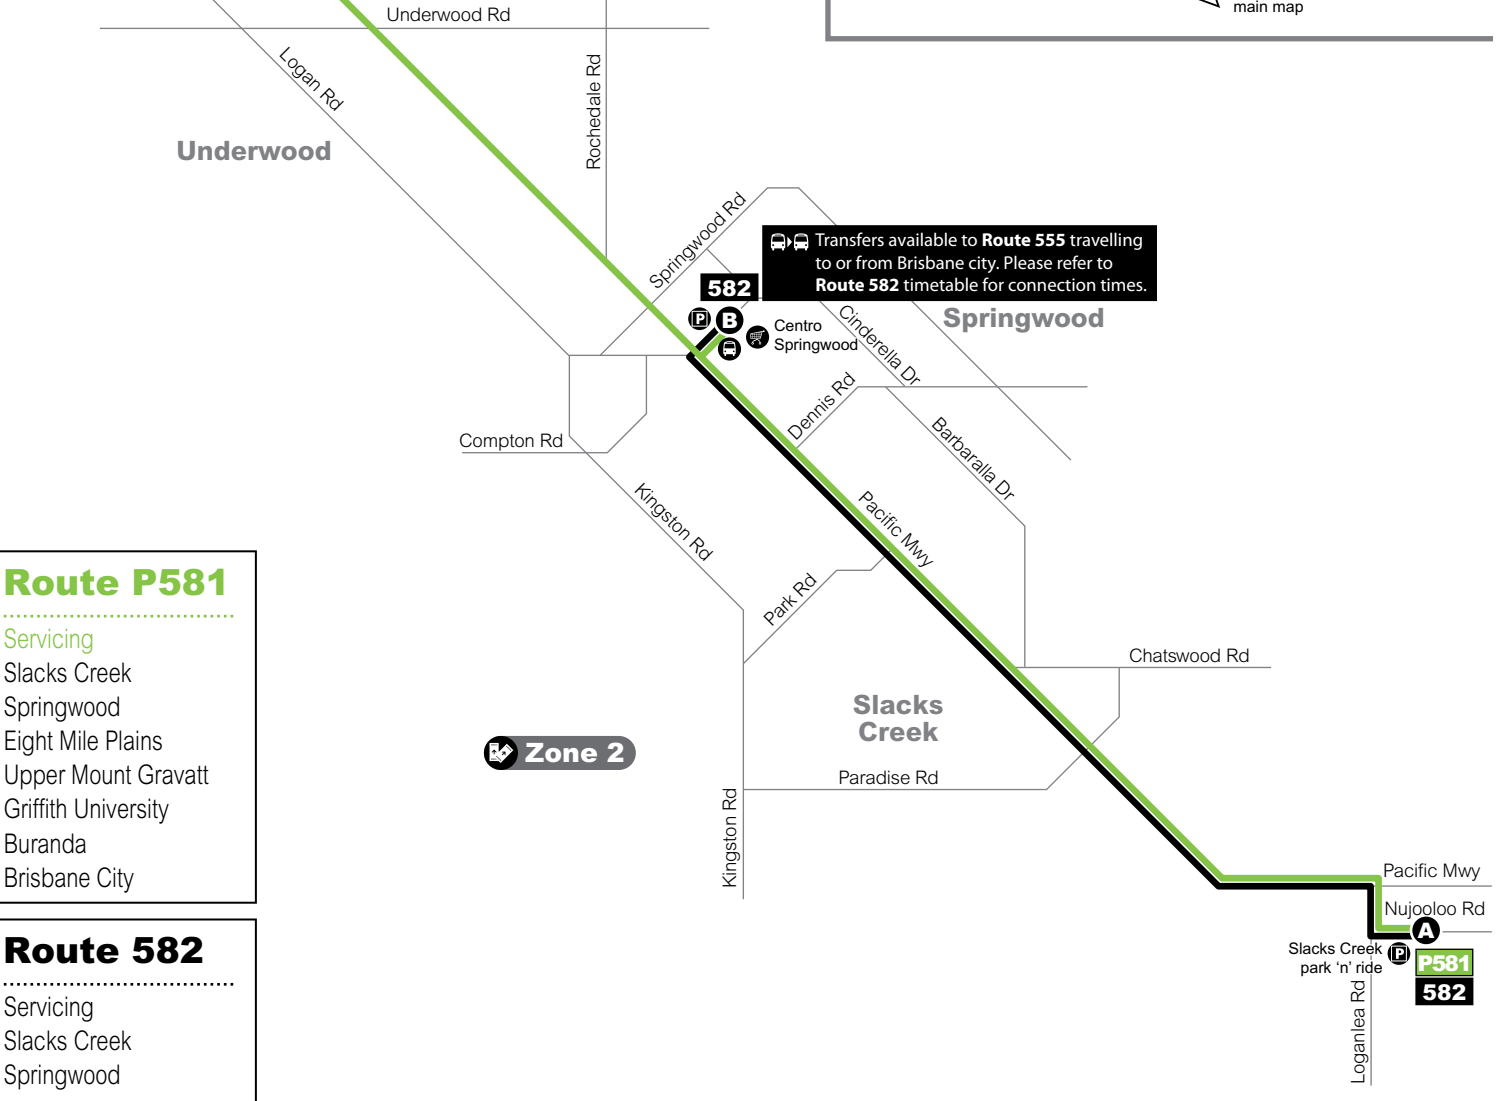 main map
Underwood Rd
Logan Rd
Rochedale Rd
Underwood
Springwood Rd
Transfers available to Route 555 travelling
to or from Brisbane city. Please refer to
Route 582 timetable for connection times.
582
P
B
Centro
Springwood
Cinderella Dr
Springwood
Dennis Rd
Compton Rd
Barbaralla Dr
Kingston Rd
Pacific Mwy
Park Rd
Chatswood Rd
Slacks
Creek
Zone 2
Paradise Rd
Kingston Rd
Pacific Mwy
Nujooloo Rd
A
Slacks Creek
park ‘n’ ride
P
P581
582
Loganlea Rd
Route P581
Servicing
Slacks Creek
Springwood
Eight Mile Plains
Upper Mount Gravatt
Griffith University
Buranda
Brisbane City
Route 582
Servicing
Slacks Creek
Springwood